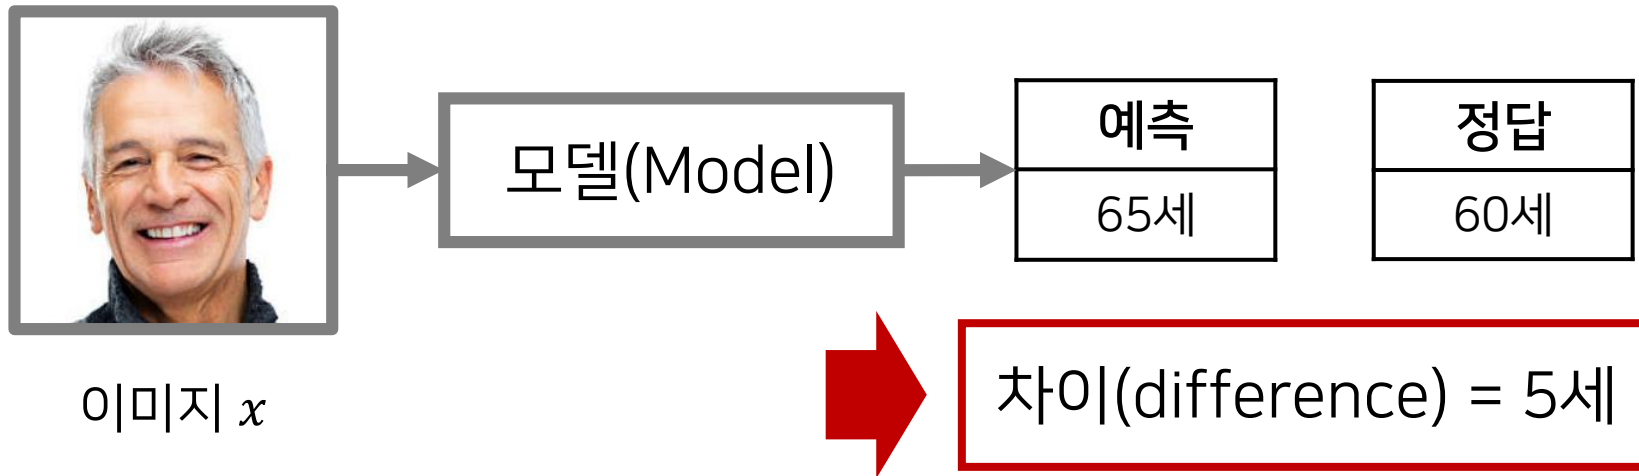 모델(Model)
예측
65세
정답
60세
이미지 x
차이(difference) = 5세